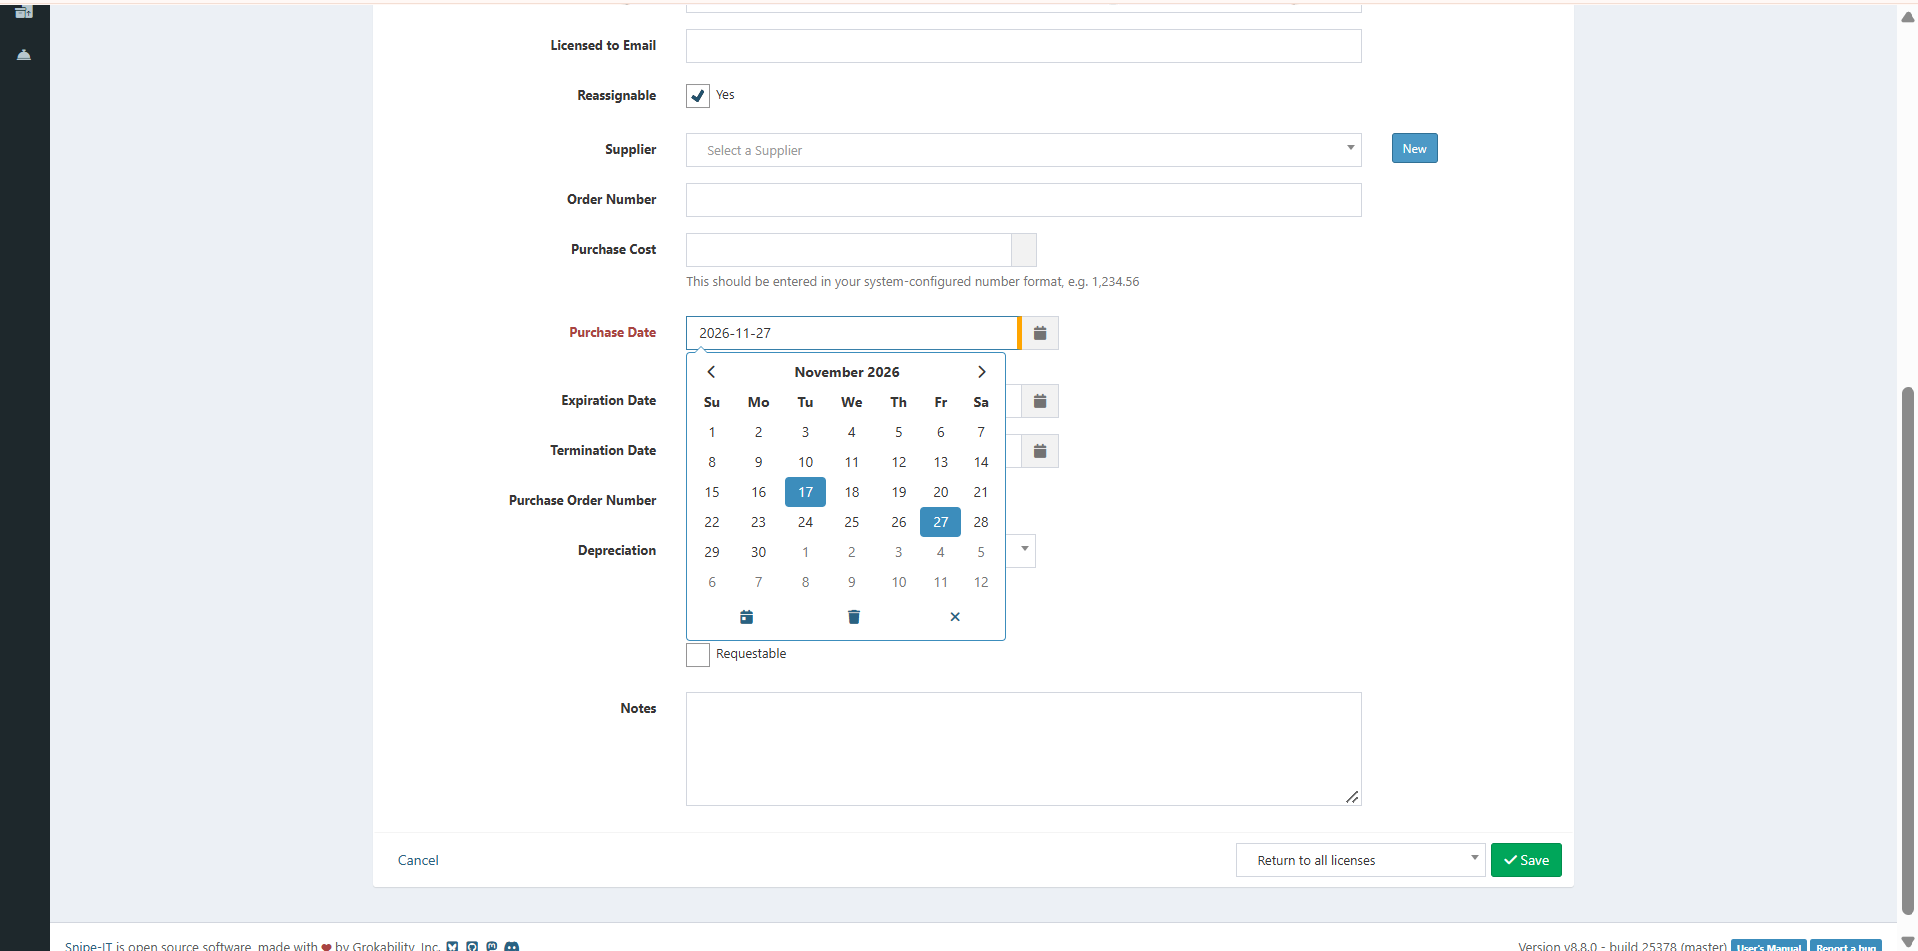 Licensed to Email
Reassignable
Yes
Supplier
Select a Supplier
New
Order Number
Purchase Cost
This should be entered in your system-configured number format, e.g. 1,234.56
Purchase Date
2026-11-27
November 2026
Su Mo Tu We Th Fr Sa
1 2 3 4 5 6 7
8 9 10 11 12 13 14
15 16 17 18 19 20 21
22 23 24 25 26 27 28
29 30 1 2 3 4 5
6 7 8 9 10 11 12
Expiration Date
Termination Date
Purchase Order Number
Depreciation
Requestable
Notes
Cancel
Return to all licenses
Save
Snipe-IT is open source software, made with by Grokability, Inc.
Version v8.8.0 - build 25378 (master) User's Manual Report a bug